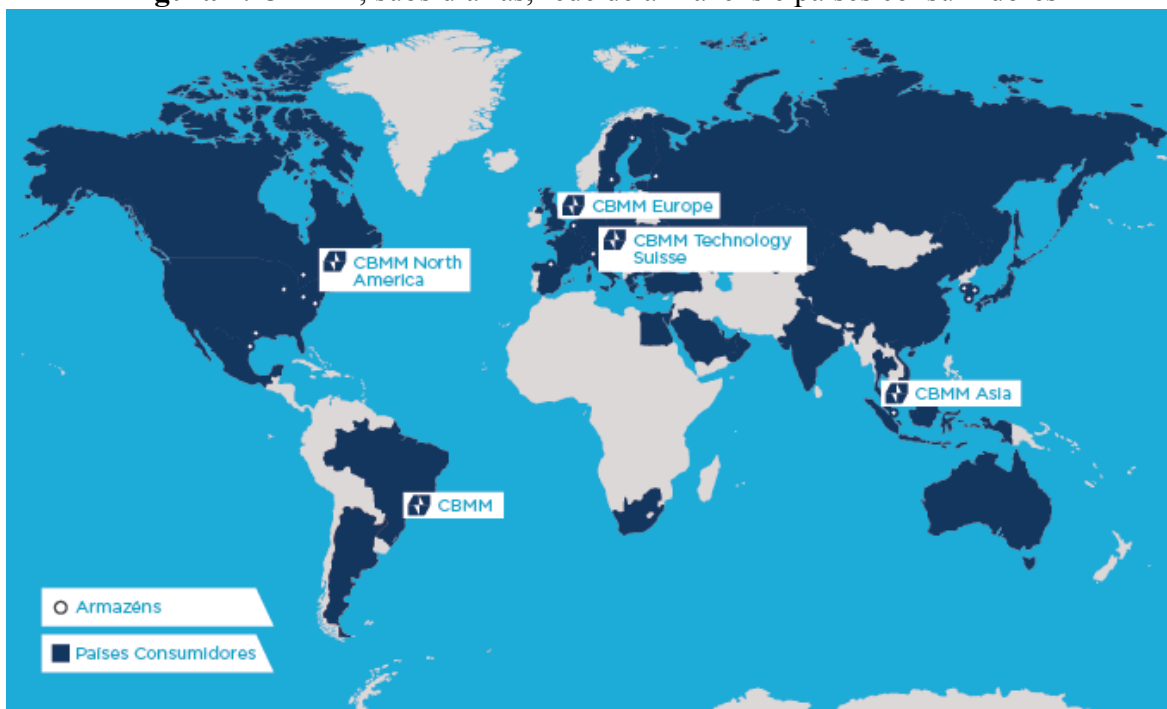 CBMM Europe
CBMM Technology
Suisse
CBMM North
America
CBMM Asia
CBMM
Armazéns
Países Consumidores